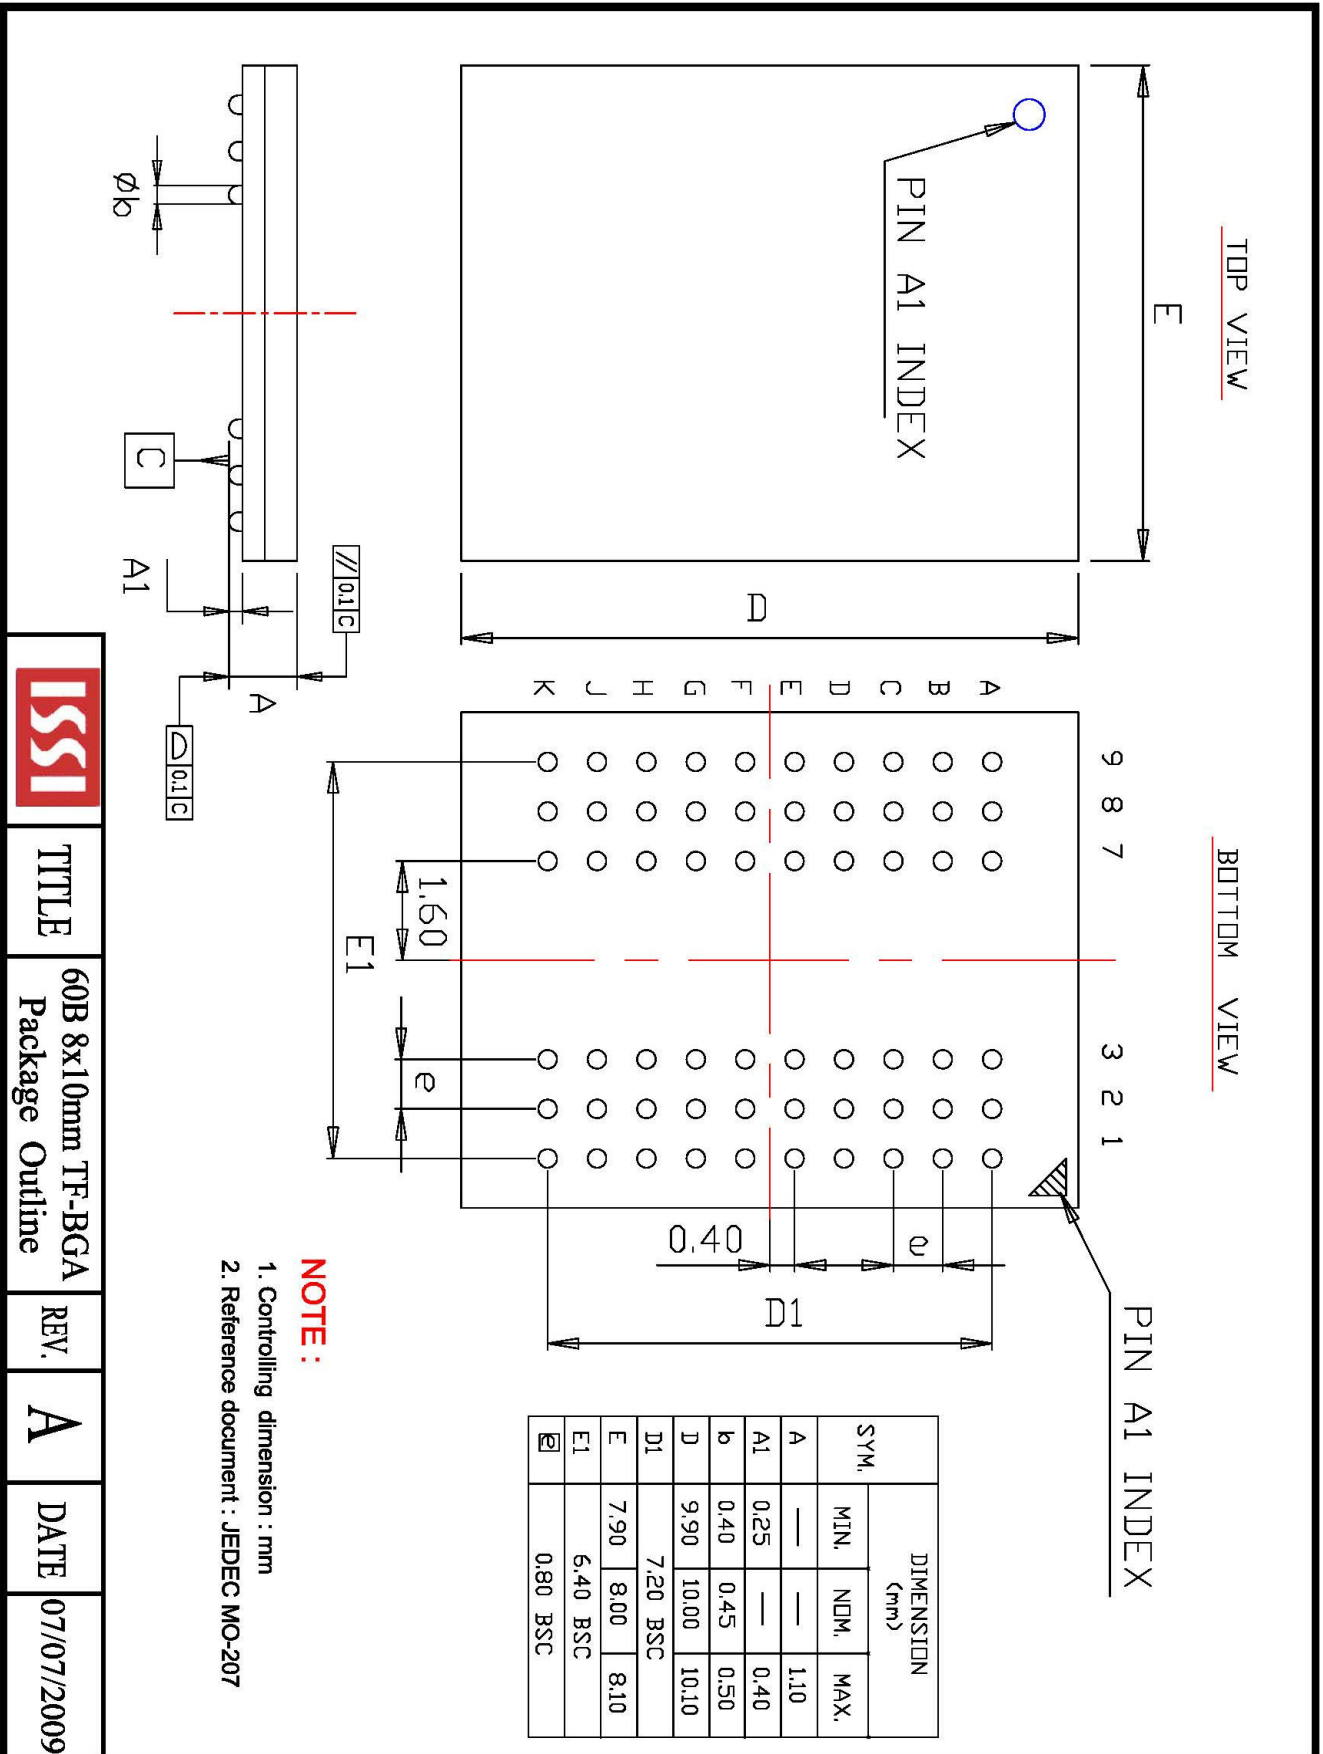 TOP VIEW
E
PIN A1 INDEX
D
Øb
C
A1
A
// 0.1 C
0.1 C
BOTTOM VIEW
PIN A1 INDEX
9 8 7 3 2 1
A
B
C
D
E
F
G
H
J
K
1.60
E1
e
0.40
e
D1
SYM.
DIMENSION
(mm)
MIN. NOM. MAX.
A — — 1.10
A1 0.25 — 0.40
b 0.40 0.45 0.50
D 9.90 10.00 10.10
D1 7.20 BSC
E 7.90 8.00 8.10
E1 6.40 BSC
e 0.80 BSC
NOTE :
1. Controlling dimension : mm
2. Reference document : JEDEC MO-207
ISSI
TITLE
60B 8x10mm TF-BGA
Package Outline
REV.
A
DATE
07/07/2009